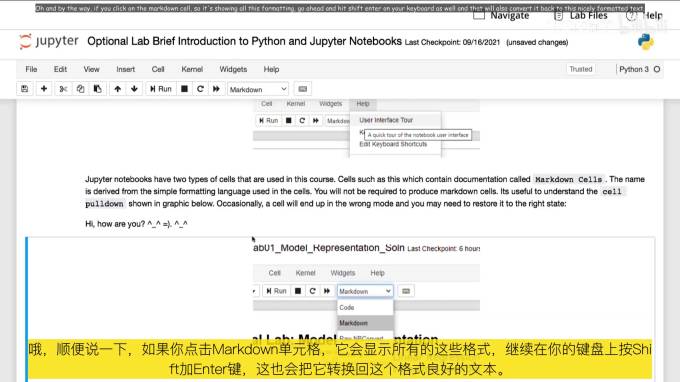 Oh and by the way, if you click on the markdown cell, so it's showing all this formatting, go ahead and hit shift enter on your keyboard as well and that will also convert it back to this nicely formatted text.
Navigate Lab Files Help
jupyter Optional Lab Brief Introduction to Python and Jupyter Notebooks Last Checkpoint: 09/16/2021 (unsaved changes)
File Edit View Insert Cell Kernel Widgets Help Trusted Python 3
Run Markdown
Cell Kernel Widgets Help
Run Markdow User Interface Tour
A quick tour of the notebook user interface
Edit Keyboard Shortcuts
Jupyter notebooks have two types of cells that are used in this course. Cells such as this which contain documentation called Markdown Cells . The name
is derived from the simple formatting language used in the cells. You will not be required to produce markdown cells. Its useful to understand the cell
pulldown shown in graphic below. Occasionally, a cell will end up in the wrong mode and you may need to restore it to the right state:
Hi, how are you? ^_^ =). ^_^
ab01_Model_Representation_Soln Last Checkpoint: 6 hours
Cell Kernel Widgets Help
Run Markdown
Code
Markdown
哦，顺便说一下，如果你点击Markdown单元格，它会显示所有的这些格式，继续在你的键盘上按Shi
ft加Enter键，这也会把它转换回这个格式良好的文本。